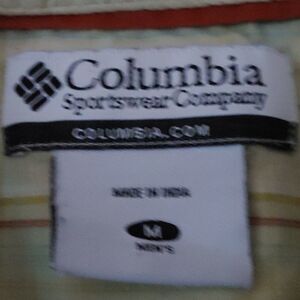 Columbia
Sportswear Company
COLUMBIA.COM
MADE IN INDIA
M
MEN'S